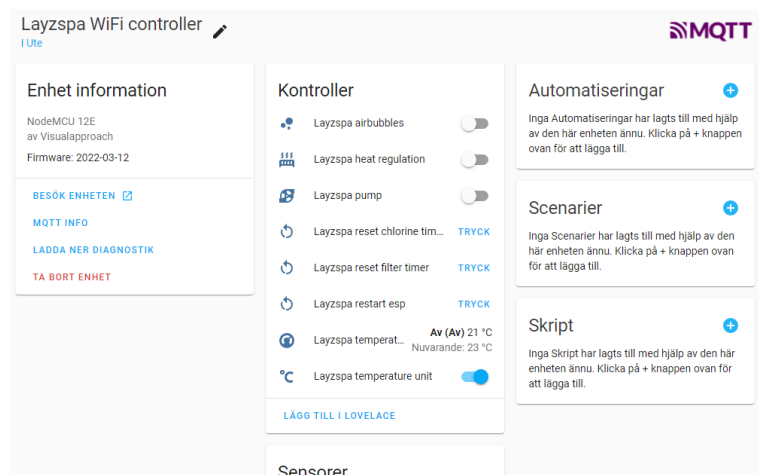 Layzspa WiFi controller
I Ute
MQTT
Enhet information
NodeMCU 12E
av Visualapproach
Firmware: 2022-03-12
BESÖK ENHETEN
MQTT INFO
LADDA NER DIAGNOSTIK
TA BORT ENHET
Kontroller
Layzspa airbubbles
Layzspa heat regulation
Layzspa pump
Layzspa reset chlorine tim... TRYCK
Layzspa reset filter timer TRYCK
Layzspa restart esp TRYCK
Layzspa temperat... Av (Av) 21 °C
Nuvarande: 23 °C
°C Layzspa temperature unit
LÄGG TILL I LOVELACE
Sensorer
Automatiseringar
Inga Automatiseringar har lagts till med hjälp
av den här enheten ännu. Klicka på + knappen
ovan för att lägga till.
Scenarier
Inga Scenarier har lagts till med hjälp av den
här enheten ännu. Klicka på + knappen ovan
för att lägga till.
Skript
Inga Skript har lagts till med hjälp av den här
enheten ännu. Klicka på + knappen ovan för
att lägga till.